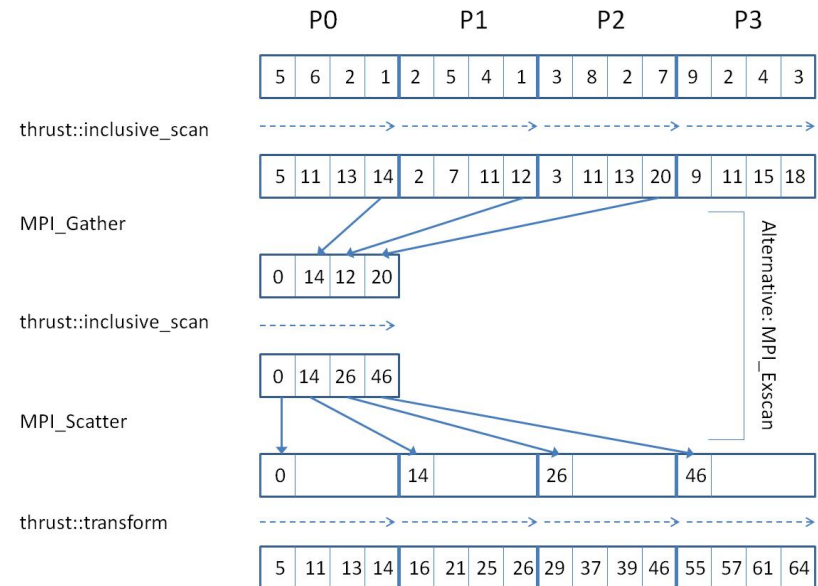 P0 P1 P2 P3
5 6 2 1 2 5 4 1 3 8 2 7 9 2 4 3
thrust::inclusive_scan
5 11 13 14 2 7 11 12 3 11 13 20 9 11 15 18
MPI_Gather
Alternative: MPI_Exscan
0 14 12 20
thrust::inclusive_scan
0 14 26 46
MPI_Scatter
0 14 26 46
thrust::transform
5 11 13 14 16 21 25 26 29 37 39 46 55 57 61 64